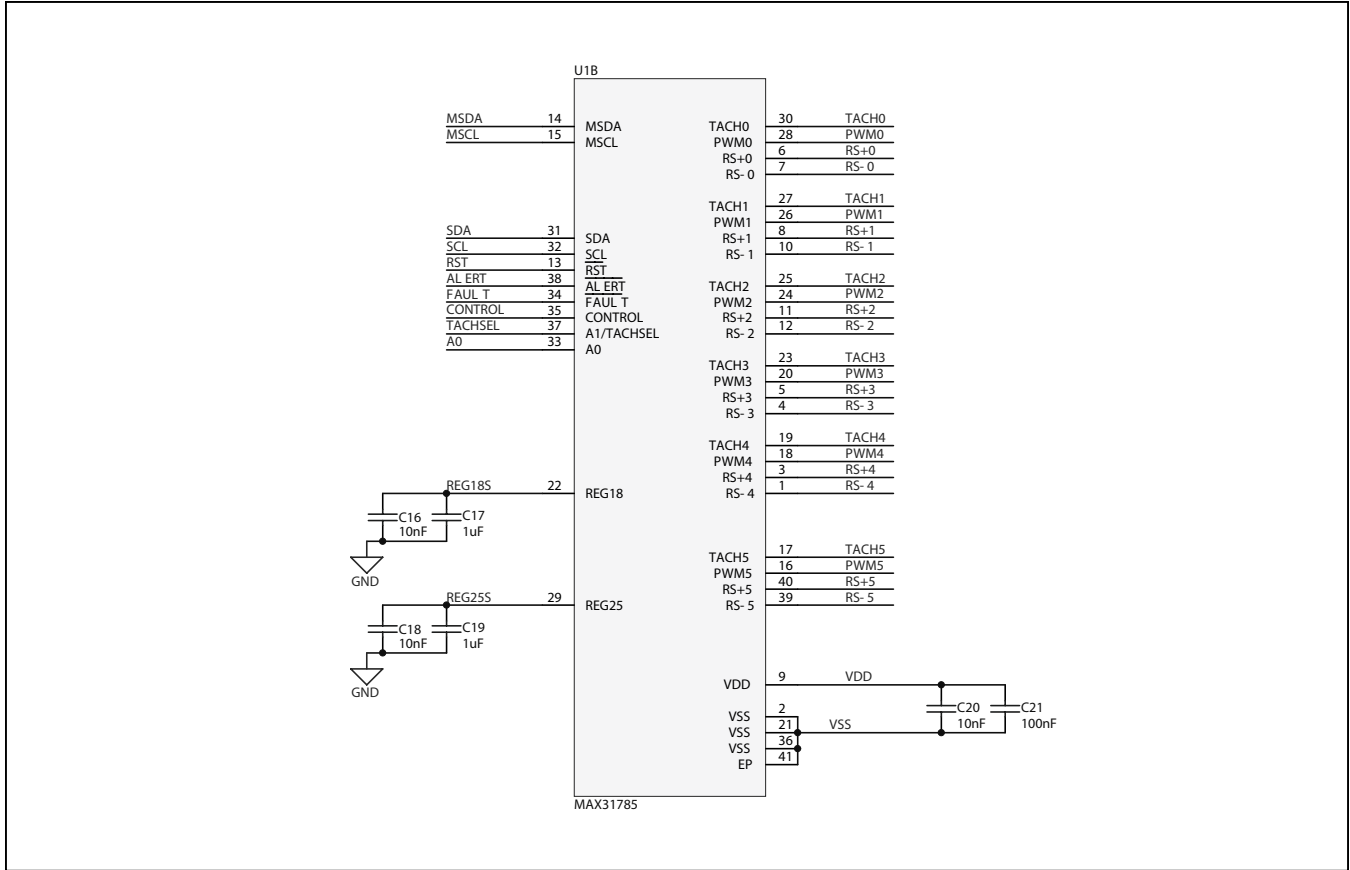 U1B
MSDA 14 MSDA
MSCL 15 MSCL
SDA 31 SDA
SCL 32 SCL
RST 13 RST
AL ERT 38 AL ERT
FAUL T 34 FAUL T
CONTROL 35 CONTROL
TACHSEL 37 A1/TACHSEL
A0 33 A0
REG18S 22 REG18
C16 C17
10nF 1uF
GND
REG25S 29 REG25
C18 C19
10nF 1uF
GND
TACH0 30 TACH0
PWM0 28 PWM0
RS+0 6 RS+0
RS- 0 7 RS- 0
TACH1 27 TACH1
PWM1 26 PWM1
RS+1 8 RS+1
RS- 1 10 RS- 1
TACH2 25 TACH2
PWM2 24 PWM2
RS+2 11 RS+2
RS- 2 12 RS- 2
TACH3 23 TACH3
PWM3 20 PWM3
RS+3 5 RS+3
RS- 3 4 RS- 3
TACH4 19 TACH4
PWM4 18 PWM4
RS+4 3 RS+4
RS- 4 1 RS- 4
TACH5 17 TACH5
PWM5 16 PWM5
RS+5 40 RS+5
RS- 5 39 RS- 5
VDD 9 VDD
VSS 2
VSS 21 VSS
VSS 36
EP 41
C20 C21
10nF 100nF
MAX31785